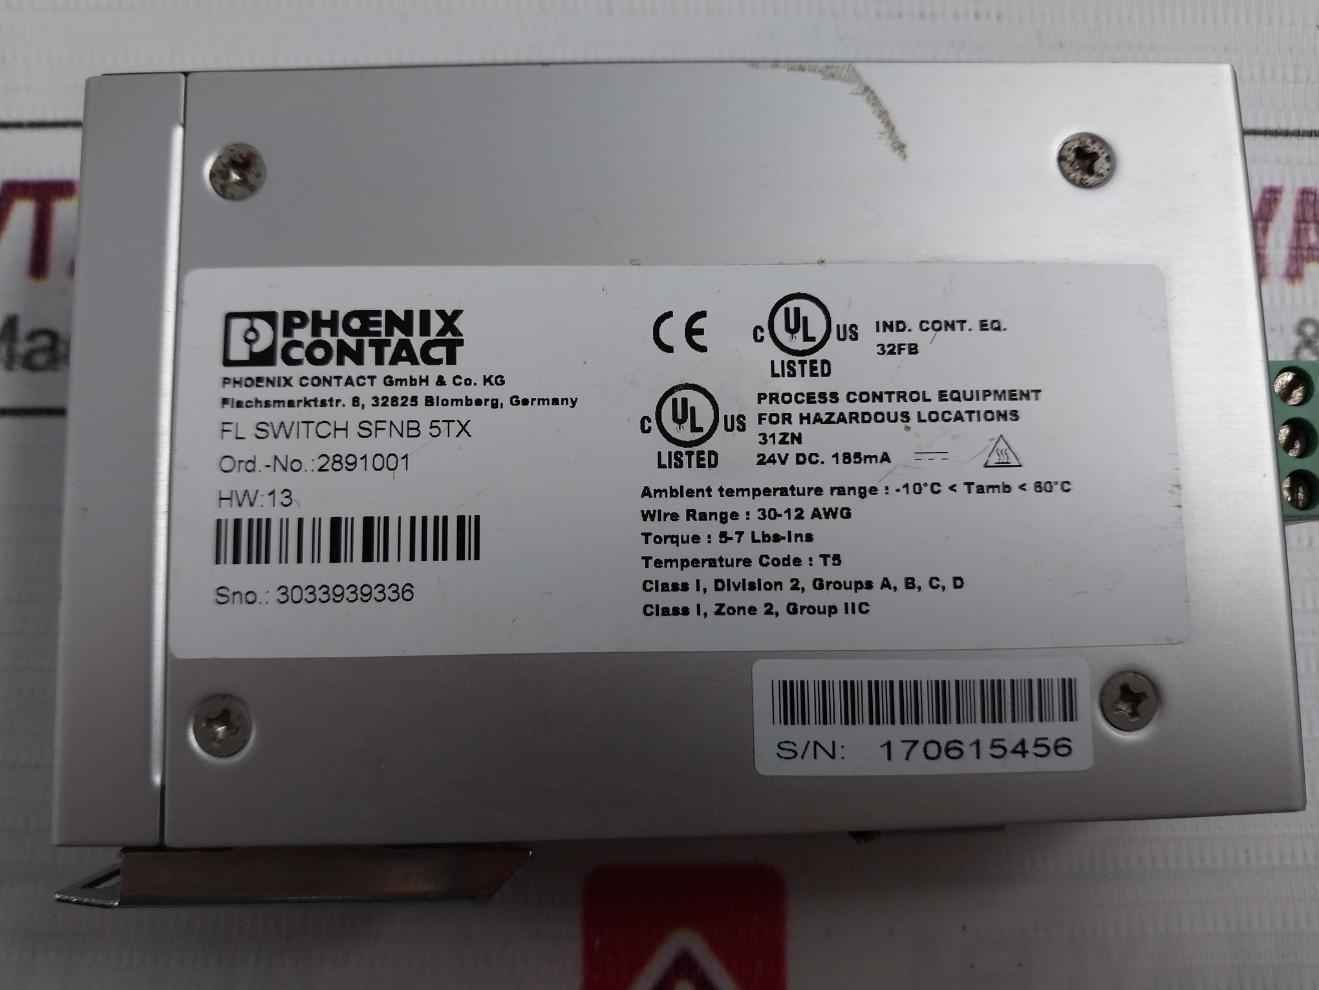 PHŒNIX
CONTACT
PHOENIX CONTACT GmbH & Co. KG
Flachsmarktstr. 8, 32825 Blomberg, Germany
FL SWITCH SFNB 5TX
Ord.-No.:2891001
HW:13
Sno.: 3033939336
CE
C UL US LISTED
IND. CONT. EQ.
32FB
C UL US LISTED
PROCESS CONTROL EQUIPMENT
FOR HAZARDOUS LOCATIONS
31ZN
24V DC. 185mA
Ambient temperature range : -10°C < Tamb < 60°C
Wire Range : 30-12 AWG
Torque : 5-7 Lbs-Ins
Temperature Code : T5
Class I, Division 2, Groups A, B, C, D
Class I, Zone 2, Group IIC
S/N: 170615456